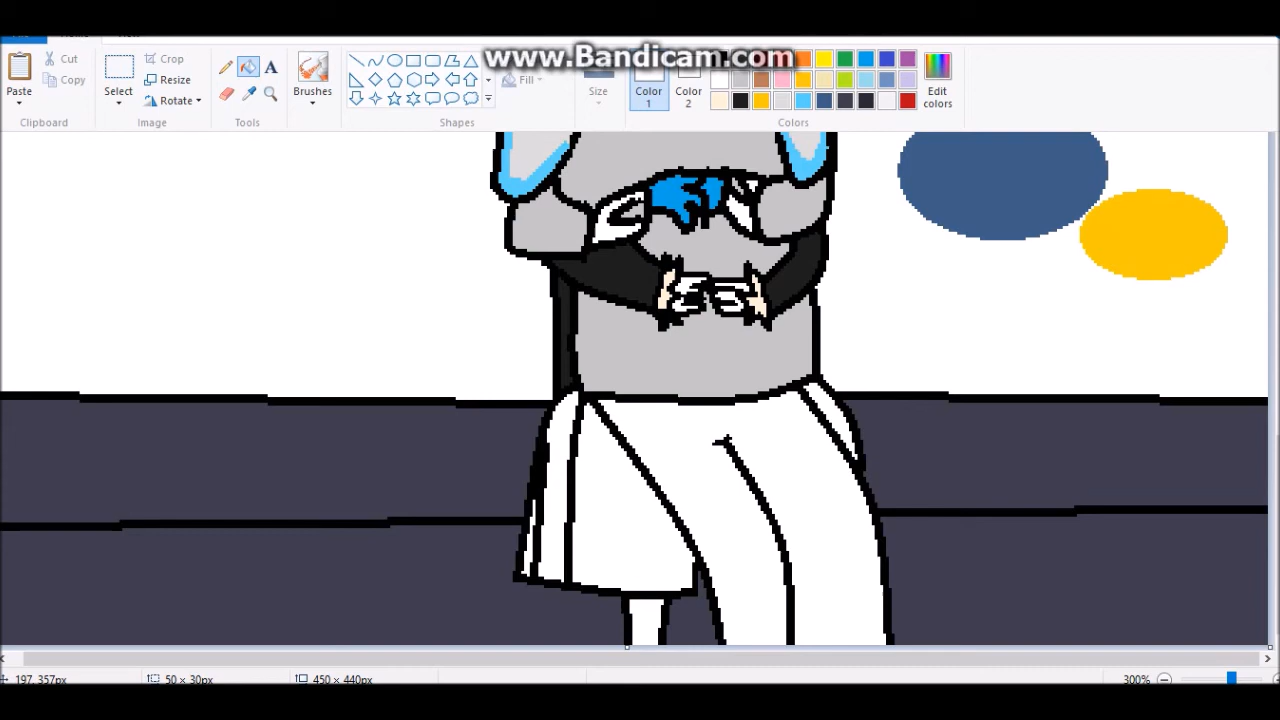 www.Bandicam.com
Paste
Cut
Copy
Clipboard
Select
Crop
Resize
Rotate
Image
Tools
Brushes
Shapes
Fill
Size
Color
1
Color
2
Edit
colors
Colors
197, 357px
50 × 30px
450 × 440px
300%